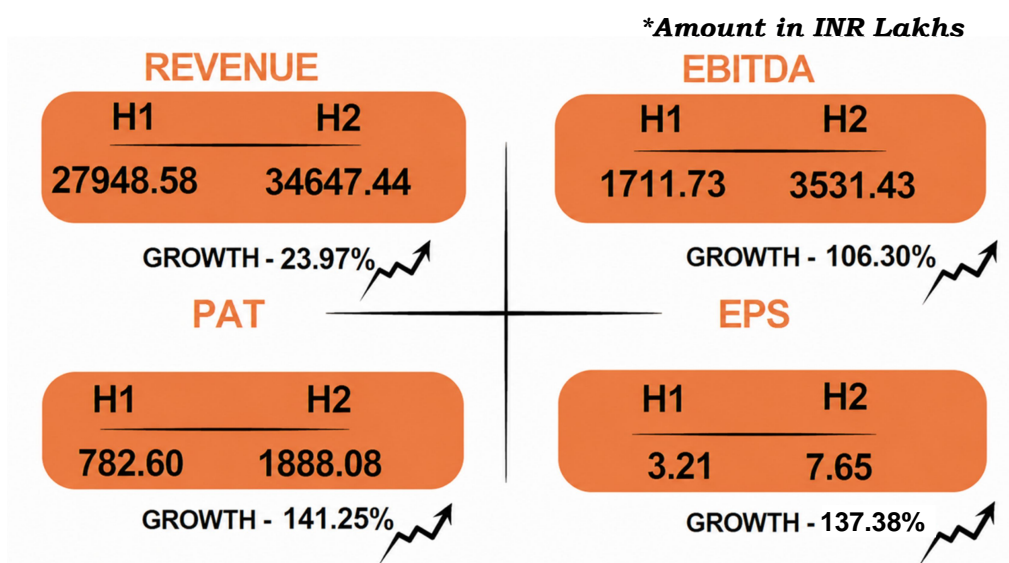 *Amount in INR Lakhs
REVENUE
H1 H2
27948.58 34647.44
GROWTH - 23.97%
EBITDA
H1 H2
1711.73 3531.43
GROWTH - 106.30%
PAT
H1 H2
782.60 1888.08
GROWTH - 141.25%
EPS
H1 H2
3.21 7.65
GROWTH - 137.38%